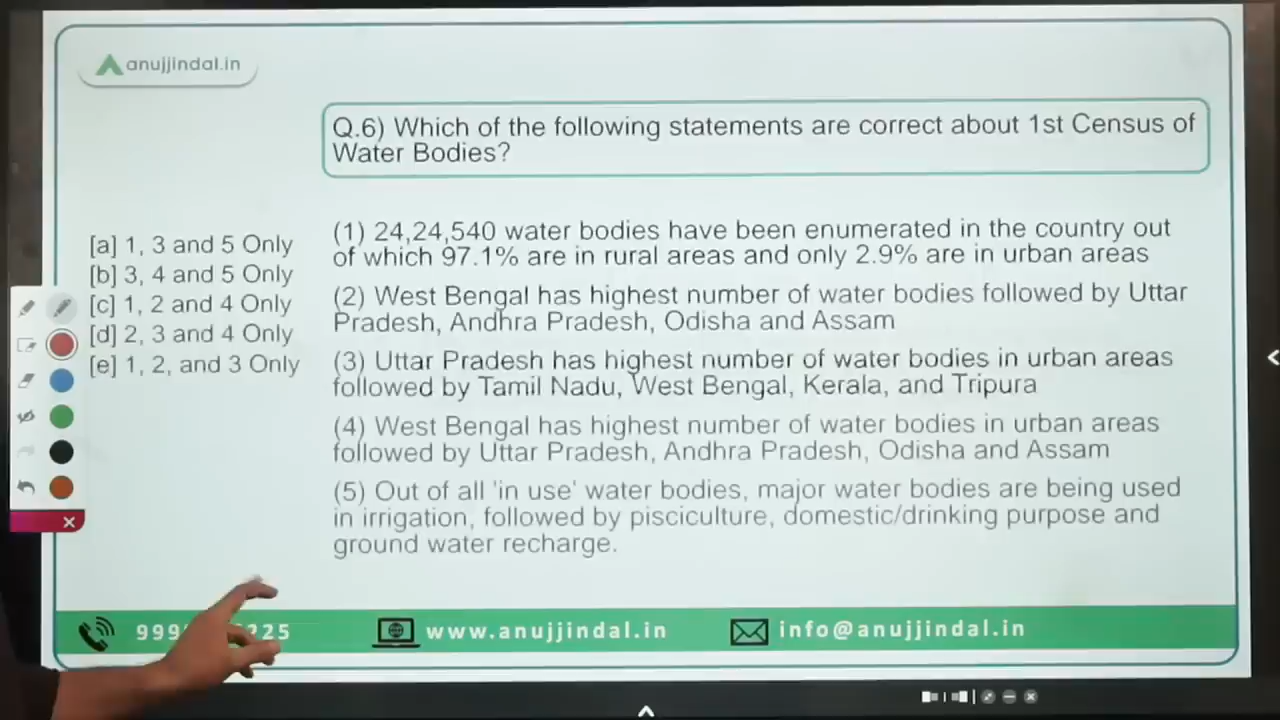 anujjindal.in
Q.6) Which of the following statements are correct about 1st Census of
Water Bodies?
[a] 1, 3 and 5 Only
[b] 3, 4 and 5 Only
[c] 1, 2 and 4 Only
[d] 2, 3 and 4 Only
[e] 1, 2, and 3 Only
(1) 24,24,540 water bodies have been enumerated in the country out
of which 97.1% are in rural areas and only 2.9% are in urban areas
(2) West Bengal has highest number of water bodies followed by Uttar
Pradesh, Andhra Pradesh, Odisha and Assam
(3) Uttar Pradesh has highest number of water bodies in urban areas
followed by Tamil Nadu, West Bengal, Kerala, and Tripura
(4) West Bengal has highest number of water bodies in urban areas
followed by Uttar Pradesh, Andhra Pradesh, Odisha and Assam
(5) Out of all 'in use' water bodies, major water bodies are being used
in irrigation, followed by pisciculture, domestic/drinking purpose and
ground water recharge.
www.anujjindal.in
info@anujjindal.in